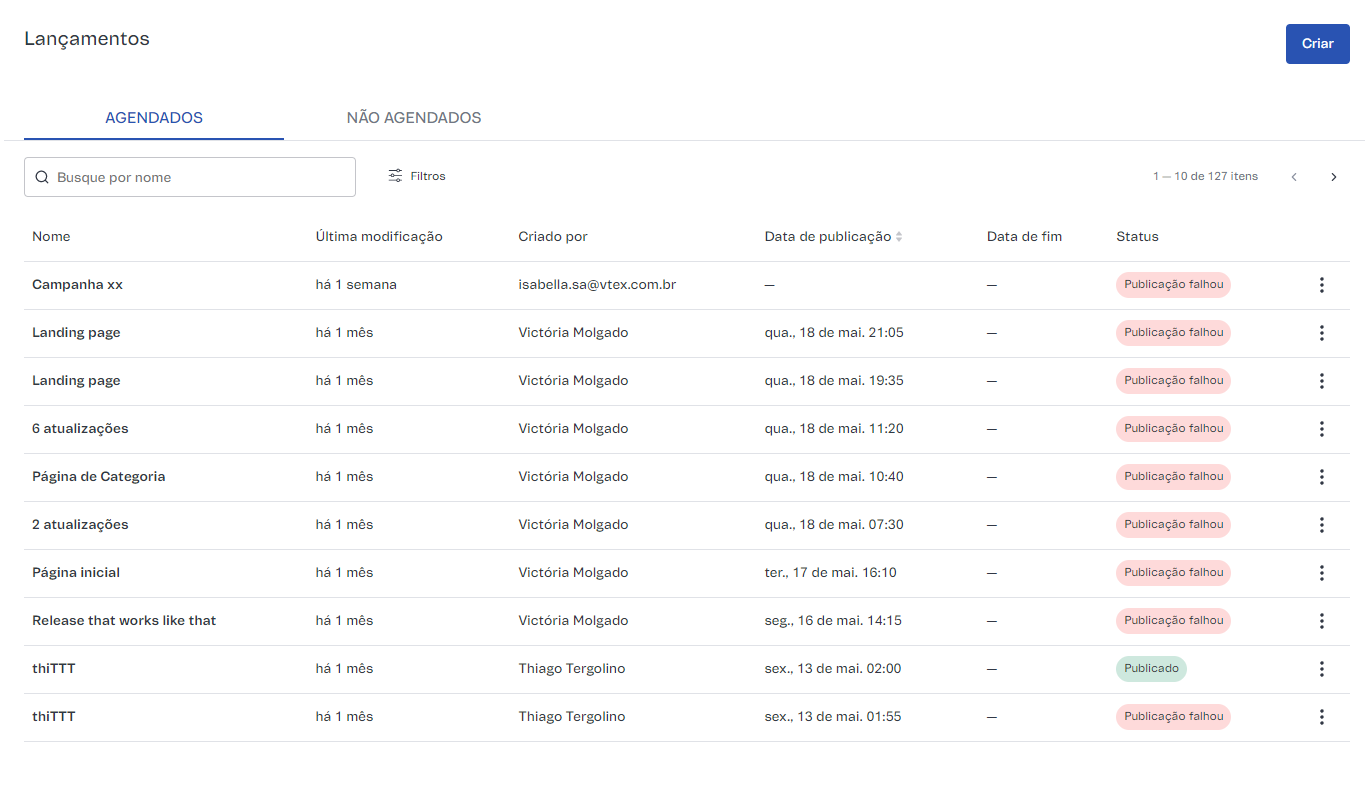 Lançamentos
Criar
AGENDADOS NÃO AGENDADOS
Busque por nome Filtros 1 — 10 de 127 itens
Nome Última modificação Criado por Data de publicação Data de fim Status
Campanha xx há 1 semana isabella.sa@vtex.com.br — — Publicação falhou
Landing page há 1 mês Victória Molgado qua., 18 de mai. 21:05 — Publicação falhou
Landing page há 1 mês Victória Molgado qua., 18 de mai. 19:35 — Publicação falhou
6 atualizações há 1 mês Victória Molgado qua., 18 de mai. 11:20 — Publicação falhou
Página de Categoria há 1 mês Victória Molgado qua., 18 de mai. 10:40 — Publicação falhou
2 atualizações há 1 mês Victória Molgado qua., 18 de mai. 07:30 — Publicação falhou
Página inicial há 1 mês Victória Molgado ter., 17 de mai. 16:10 — Publicação falhou
Release that works like that há 1 mês Victória Molgado seg., 16 de mai. 14:15 — Publicação falhou
thiTTT há 1 mês Thiago Tergolino sex., 13 de mai. 02:00 — Publicado
thiTTT há 1 mês Thiago Tergolino sex., 13 de mai. 01:55 — Publicação falhou